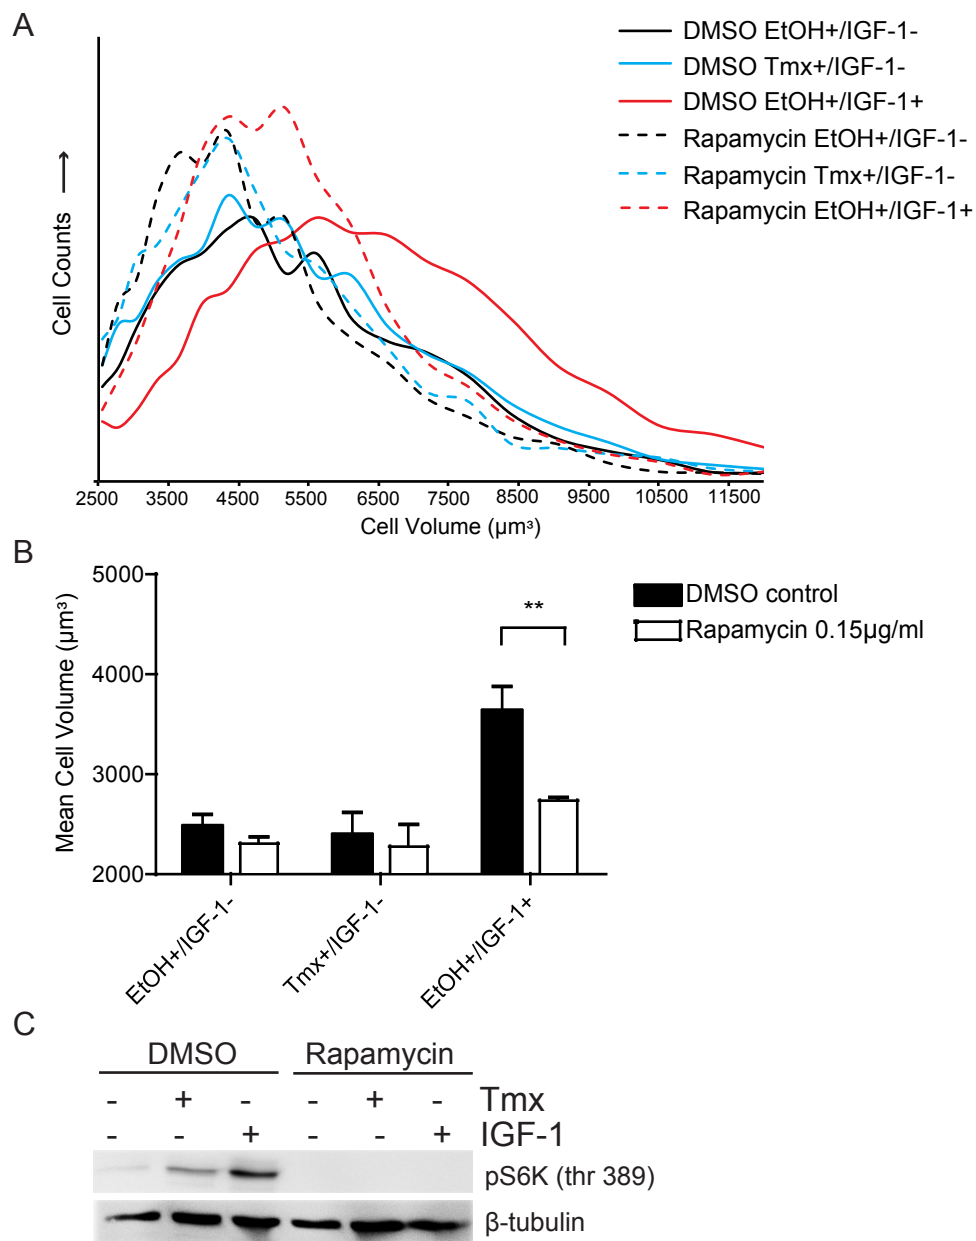 A
DMSO EtOH+/IGF-1-
DMSO Tmx+/IGF-1-
DMSO EtOH+/IGF-1+
Rapamycin EtOH+/IGF-1-
Rapamycin Tmx+/IGF-1-
Rapamycin EtOH+/IGF-1+
Cell Counts →
2500 3500 4500 5500 6500 7500 8500 9500 10500 11500
Cell Volume (µm³)
B
Mean Cell Volume (µm³)
5000
4000
3000
2000
**
DMSO control
Rapamycin 0.15µg/ml
EtOH+/IGF-1-
Tmx+/IGF-1-
EtOH+/IGF-1+
C
DMSO Rapamycin
- + - - + - Tmx
- - + - - + IGF-1
pS6K (thr 389)
β-tubulin